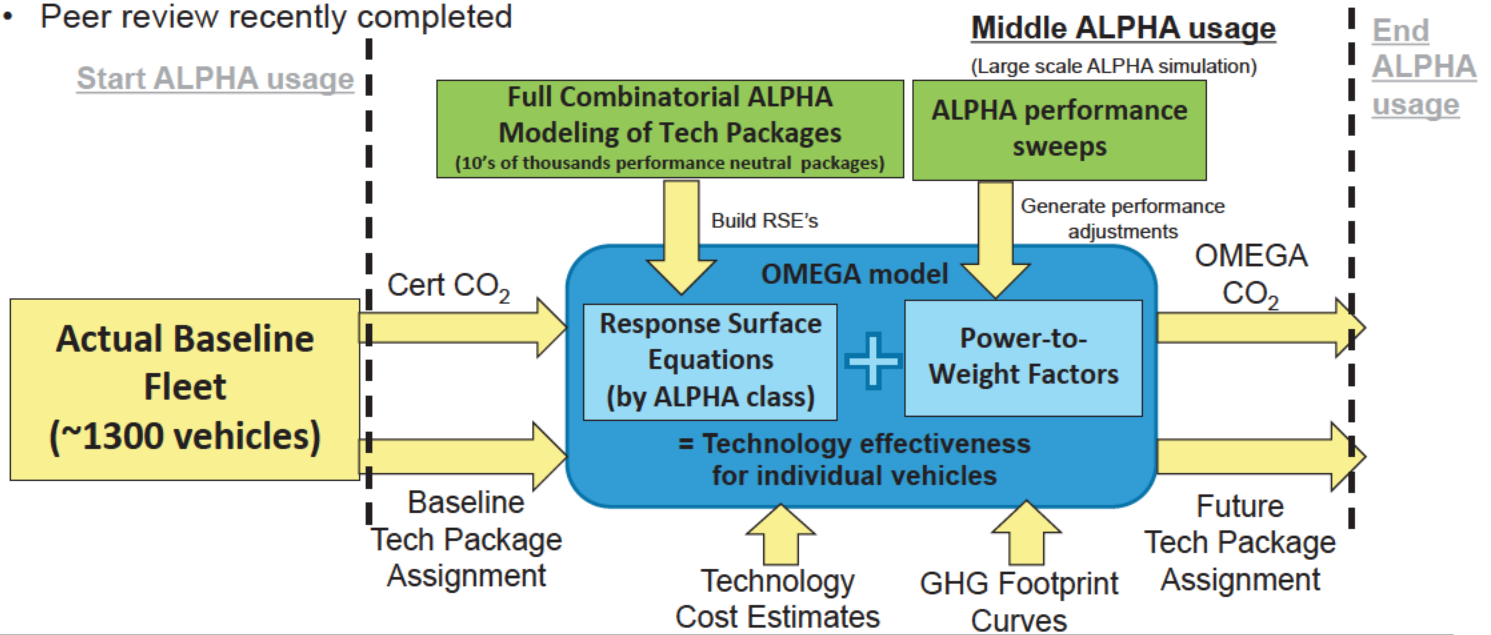 • Peer review recently completed
Start ALPHA usage
Middle ALPHA usage
(Large scale ALPHA simulation)
End
ALPHA
usage
Full Combinatorial ALPHA
Modeling of Tech Packages
(10's of thousands performance neutral packages)
ALPHA performance
sweeps
Build RSE's
Generate performance
adjustments
Actual Baseline
Fleet
(~1300 vehicles)
Cert CO2
Baseline
Tech Package
Assignment
OMEGA model
Response Surface
Equations
(by ALPHA class)
+
Power-to-
Weight Factors
= Technology effectiveness
for individual vehicles
OMEGA
CO2
Future
Tech Package
Assignment
Technology
Cost Estimates
GHG Footprint
Curves